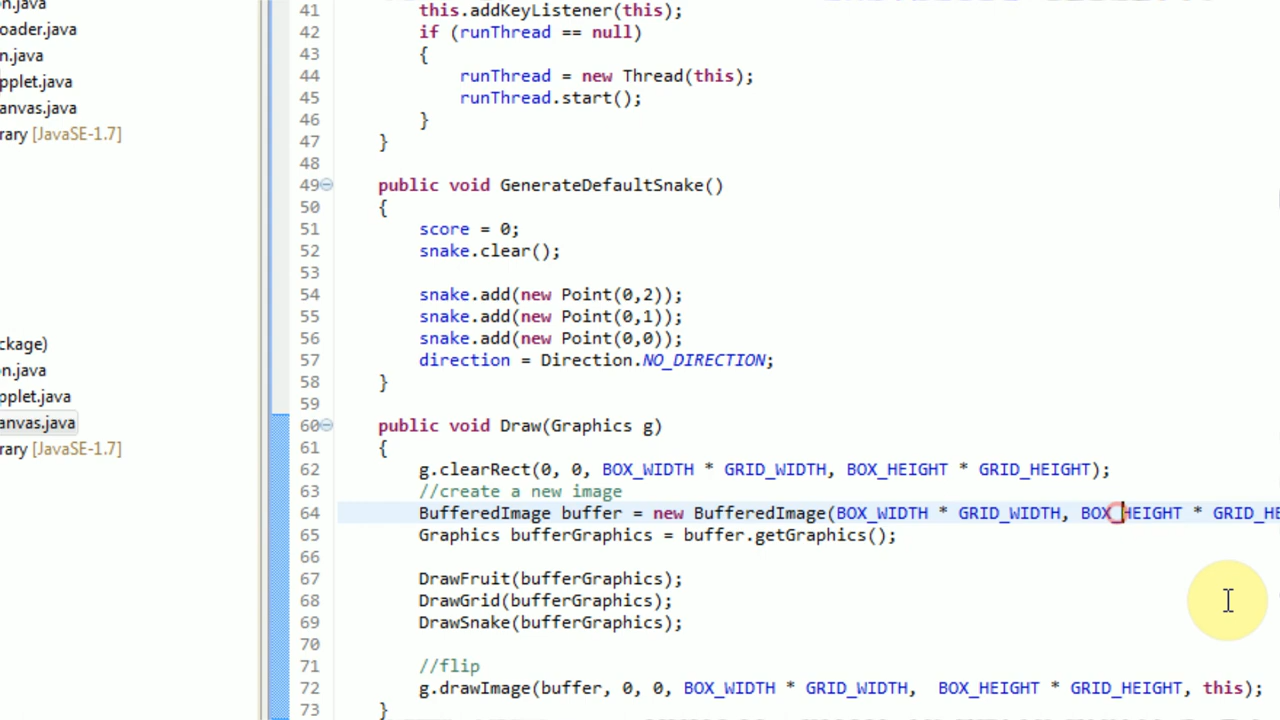 n.java
oader.java
n.java
pplet.java
anvas.java
rary [JavaSE-1.7]
ckage)
n.java
pplet.java
anvas.java
rary [JavaSE-1.7]
41 this.addKeyListener(this);
42 if (runThread == null)
43 {
44 runThread = new Thread(this);
45 runThread.start();
46 }
47 }
48
49 public void GenerateDefaultSnake()
50 {
51 score = 0;
52 snake.clear();
53
54 snake.add(new Point(0,2));
55 snake.add(new Point(0,1));
56 snake.add(new Point(0,0));
57 direction = Direction.NO_DIRECTION;
58 }
59
60 public void Draw(Graphics g)
61 {
62 g.clearRect(0, 0, BOX_WIDTH * GRID_WIDTH, BOX_HEIGHT * GRID_HEIGHT);
63 //create a new image
64 BufferedImage buffer = new BufferedImage(BOX_WIDTH * GRID_WIDTH, BOX_HEIGHT * GRID_HE
65 Graphics bufferGraphics = buffer.getGraphics();
66
67 DrawFruit(bufferGraphics);
68 DrawGrid(bufferGraphics);
69 DrawSnake(bufferGraphics);
70
71 //flip
72 g.drawImage(buffer, 0, 0, BOX_WIDTH * GRID_WIDTH, BOX_HEIGHT * GRID_HEIGHT, this);
73 }